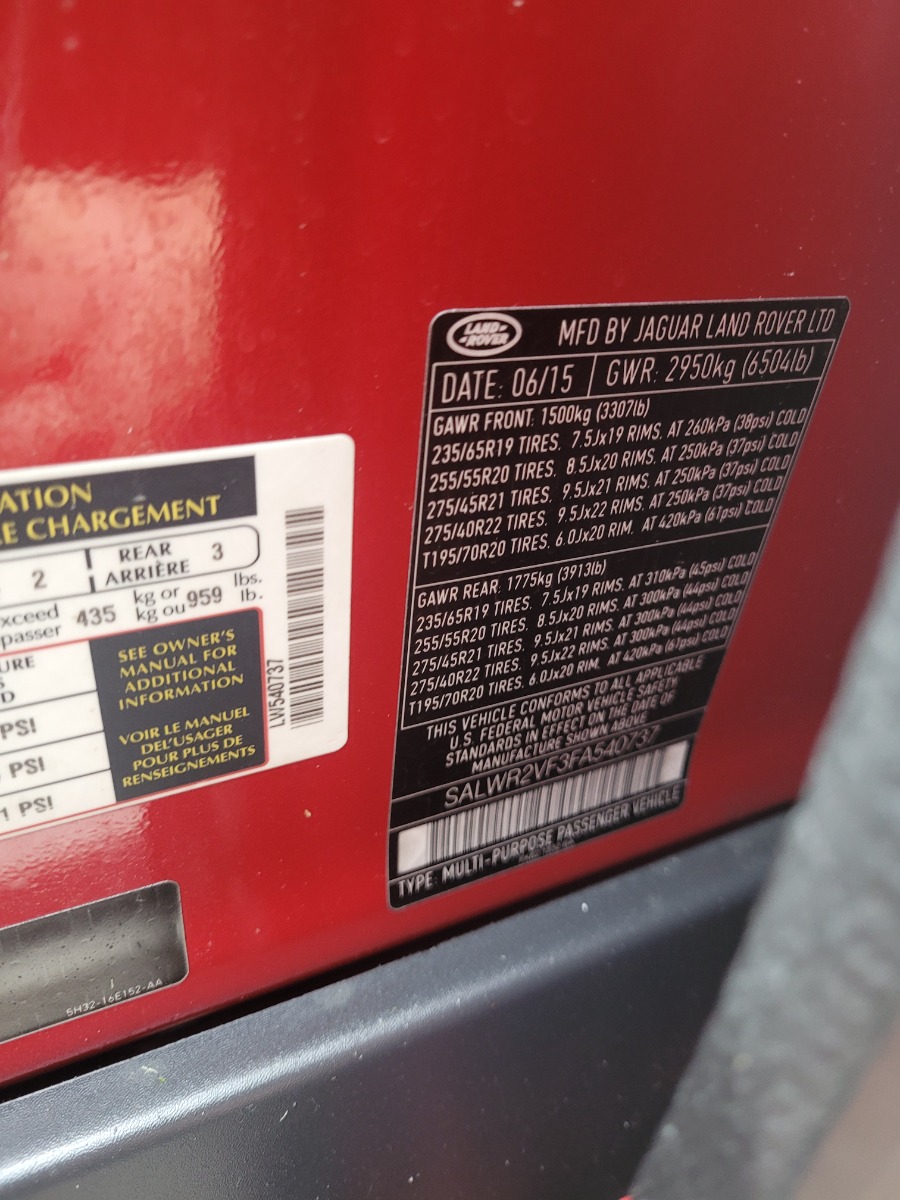 ATION
E CHARGEMENT
2
REAR
ARRIÈRE
3
xceed
passer
435
kg or
kg ou
959
lbs.
lb.
URE
S
D
PSI
PSI
1 PSI
SEE OWNER'S
MANUAL FOR
ADDITIONAL
INFORMATION
VOIR LE MANUEL
DEL'USAGER
POUR PLUS DE
RENSEIGNEMENTS
LW540737
5H32-16E152-AA
LAND-
-ROVER
MFD BY JAGUAR LAND ROVER LTD
DATE: 06/15 GWR: 2950kg (6504lb)
GAWR FRONT: 1500kg (3307lb)
235/65R19 TIRES. 7.5Jx19 RIMS. AT 260kPa (38psi) COLD
255/55R20 TIRES. 8.5Jx20 RIMS. AT 250kPa (37psi) COLD
275/45R21 TIRES. 9.5Jx21 RIMS. AT 250kPa (37psi) COLD
275/40R22 TIRES. 9.5Jx22 RIMS. AT 250kPa (37psi) COLD
T195/70R20 TIRES. 6.0Jx20 RIM. AT 420kPa (61psi) COLD
GAWR REAR: 1775kg (3913lb)
235/65R19 TIRES. 7.5Jx19 RIMS. AT 310kPa (45psi) COLD
255/55R20 TIRES. 8.5Jx20 RIMS. AT 300kPa (44psi) COLD
275/45R21 TIRES. 9.5Jx21 RIMS. AT 300kPa (44psi) COLD
275/40R22 TIRES. 9.5Jx22 RIMS. AT 300kPa (44psi) COLD
T195/70R20 TIRES. 6.0Jx20 RIM. AT 420kPa (61psi) COLD
THIS VEHICLE CONFORMS TO ALL APPLICABLE
U.S. FEDERAL MOTOR VEHICLE SAFETY
STANDARDS IN EFFECT ON THE DATE OF
MANUFACTURE SHOWN ABOVE
SALWR2VF3FA540737
TYPE: MULTI-PURPOSE PASSENGER VEHICLE